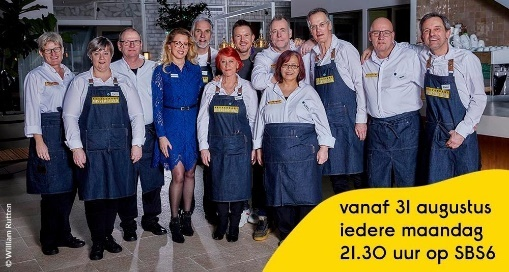 © William Rutten
vanaf 31 augustus
iedere maandag
21.30 uur op SBS6